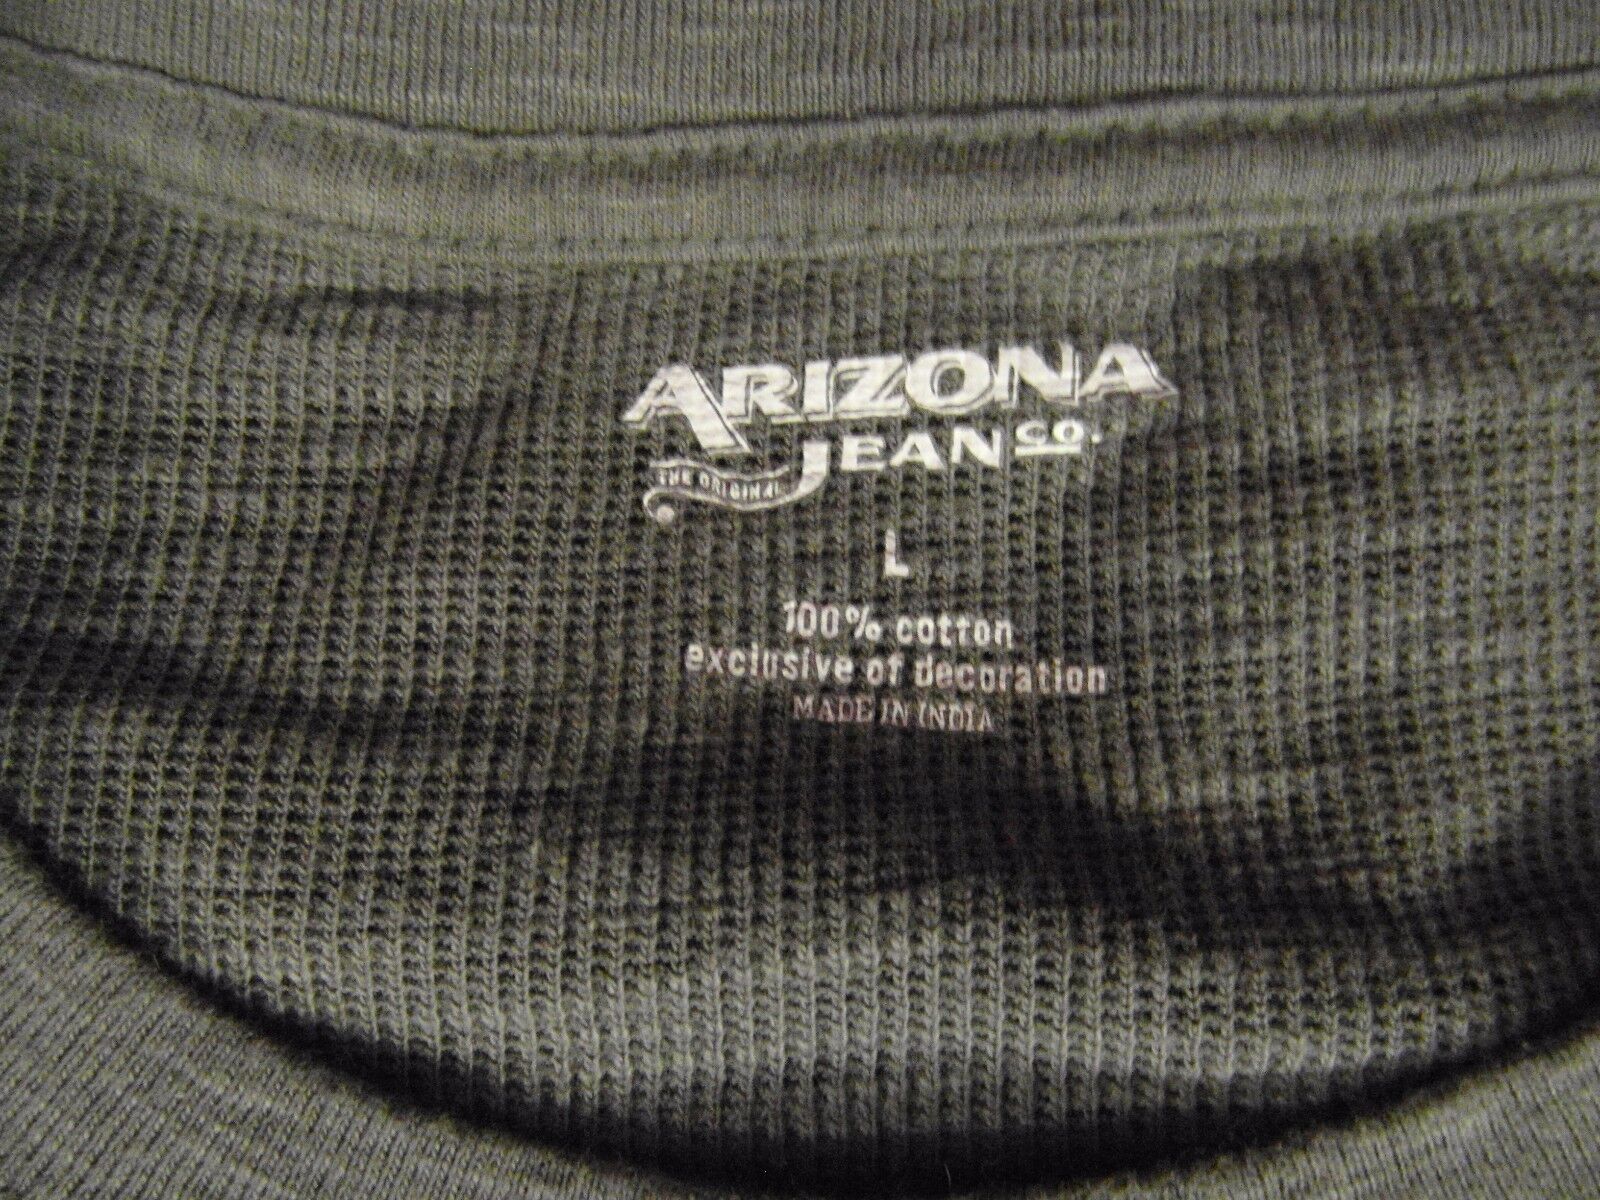 ARIZONA
JEAN CO.
THE ORIGINAL
L
100% cotton
exclusive of decoration
MADE IN INDIA